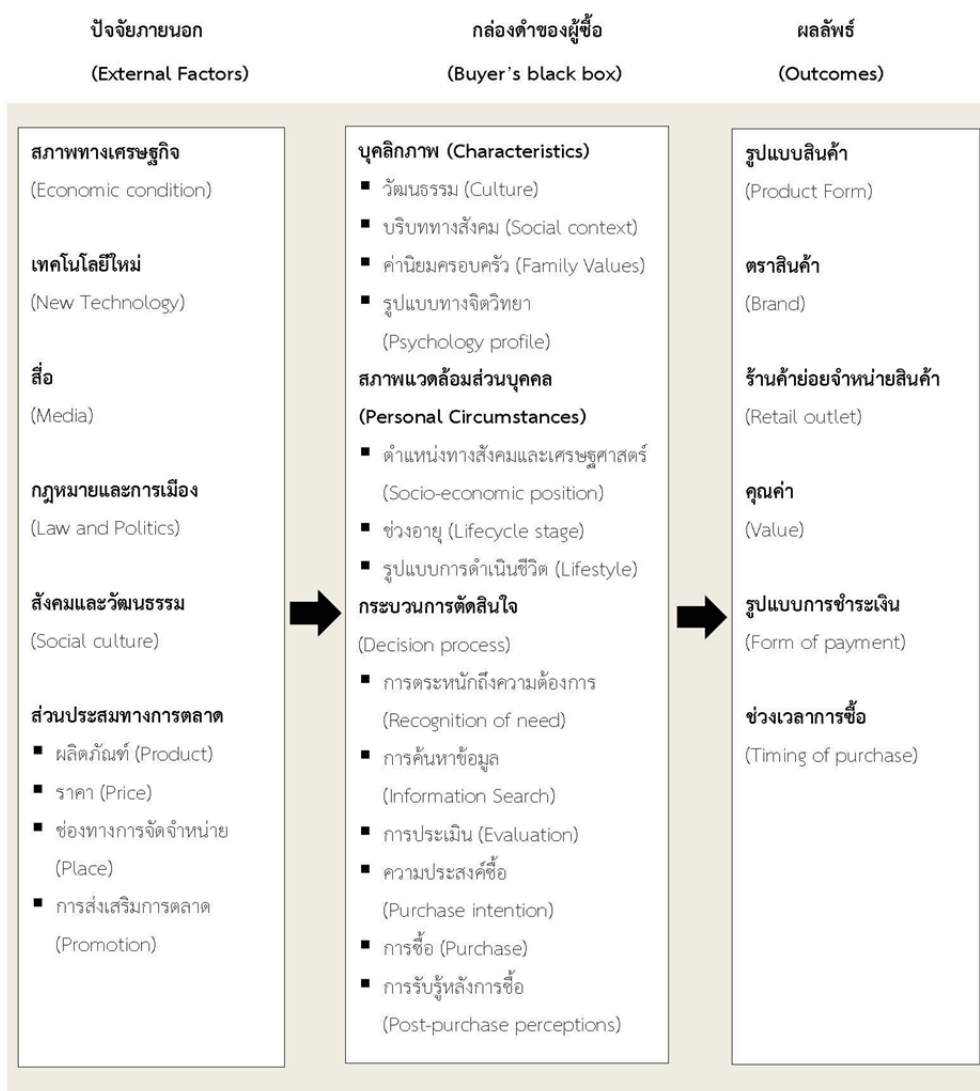 ปัจจัยภายนอก
(External Factors)
กล่องดำของผู้ซื้อ
(Buyer's black box)
ผลลัพธ์
(Outcomes)
สภาพทางเศรษฐกิจ
(Economic condition)
เทคโนโลยีใหม่
(New Technology)
สื่อ
(Media)
กฎหมายและการเมือง
(Law and Politics)
สังคมและวัฒนธรรม
(Social culture)
ส่วนประสมทางการตลาด
▪ ผลิตภัณฑ์ (Product)
▪ ราคา (Price)
▪ ช่องทางการจัดจำหน่าย
(Place)
▪ การส่งเสริมการตลาด
(Promotion)
บุคลิกภาพ (Characteristics)
▪ วัฒนธรรม (Culture)
▪ บริบททางสังคม (Social context)
▪ ค่านิยมครอบครัว (Family Values)
▪ รูปแบบทางจิตวิทยา
(Psychology profile)
สภาพแวดล้อมส่วนบุคคล
(Personal Circumstances)
▪ ตำแหน่งทางสังคมและเศรษฐศาสตร์
(Socio-economic position)
▪ ช่วงอายุ (Lifecycle stage)
▪ รูปแบบการดำเนินชีวิต (Lifestyle)
กระบวนการตัดสินใจ
(Decision process)
▪ การตระหนักถึงความต้องการ
(Recognition of need)
▪ การค้นหาข้อมูล
(Information Search)
▪ การประเมิน (Evaluation)
▪ ความประสงค์ซื้อ
(Purchase intention)
▪ การซื้อ (Purchase)
▪ การรับรู้หลังการซื้อ
(Post-purchase perceptions)
รูปแบบสินค้า
(Product Form)
ตราสินค้า
(Brand)
ร้านค้าย่อยจำหน่ายสินค้า
(Retail outlet)
คุณค่า
(Value)
รูปแบบการชำระเงิน
(Form of payment)
ช่วงเวลาการซื้อ
(Timing of purchase)